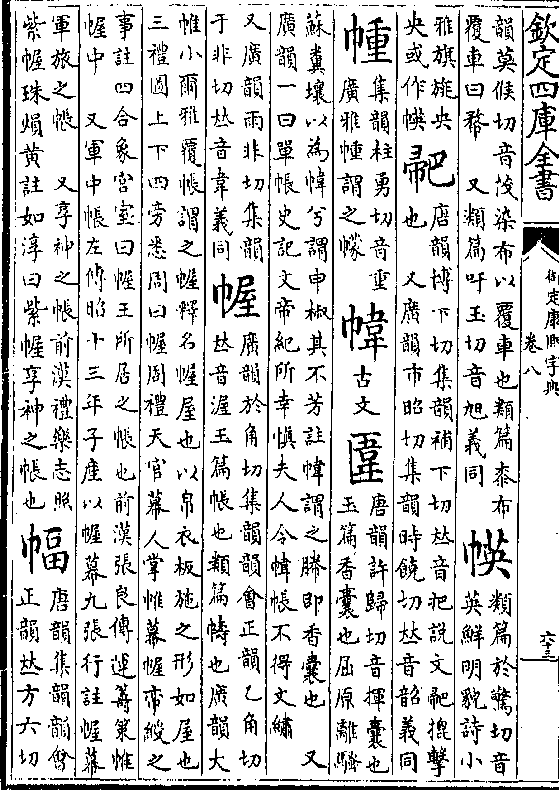 欽定四庫全書
御定康熙字典
卷八
六十三
韻莫候切音 染布以覆車也類篇桼布
覆車曰 又類篇吁玉切音旭義同
類篇於驚切音
英鮮明貌詩小
雅旗旐央
央或作
唐韻博下切集韻補下切𠀤音把說文 擊
也 又廣韻市昭切集韻時饒切𠀤音韶義同
集韻柱勇切音重
廣雅 謂之幪
幃
古文
唐韻許歸切音揮囊也
玉篇香囊也屈原離騷
蘇糞壤以為幃兮謂申椒其不芳註幃謂之幐即香囊也 又
廣韻一曰單帳史記文帝紀所幸慎夫人令幃帳不得文繡
又廣韻雨非切集韻
于非切𠀤音韋義同
幄
廣韻於角切集韻韻會正韻乙角切
𠀤音渥玉篇帳也類篇幬也廣韻大
帷小爾雅覆帳謂之幄釋名幄屋也以帛衣板施之形如屋也
三禮圖上下四旁悉周曰幄周禮天官幕人掌帷幕幄帟綬之
事註四合象宮室曰幄王所居之帳也前漢張良傳運籌策帷
幄中 又軍中帳左傳昭十三年子產以幄幕九張行註幄幕
軍旅之帳 又享神之帳前漢禮樂志照
紫幄珠熉黃註如淳曰紫幄享神之帳也
幅
唐韻集韻韻會
正韻𠀤方六切